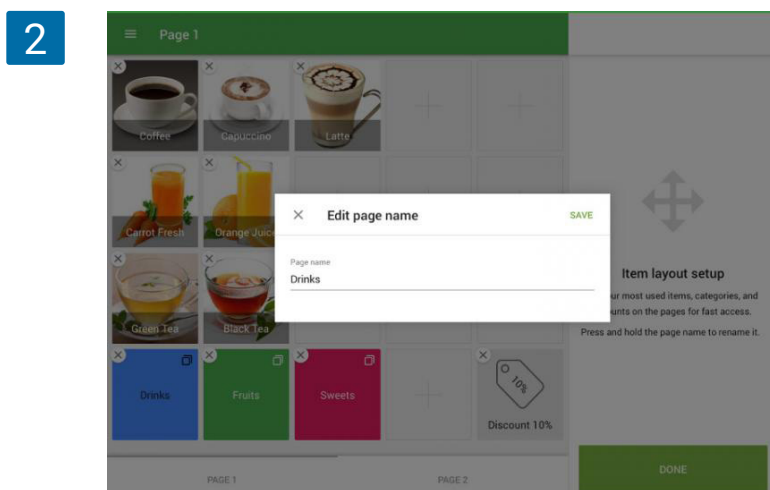 2
Page 1
Coffee
Capuccino
Latte
Carrot Fresh
Orange Juice
Edit page name
SAVE
Page name
Drinks
Item layout setup
ur most used items, categories, and
ounts on the pages for fast access.
Press and hold the page name to rename it.
Green Tea
Black Tea
Drinks
Fruits
Sweets
10%
Discount 10%
PAGE 1
PAGE 2
DONE